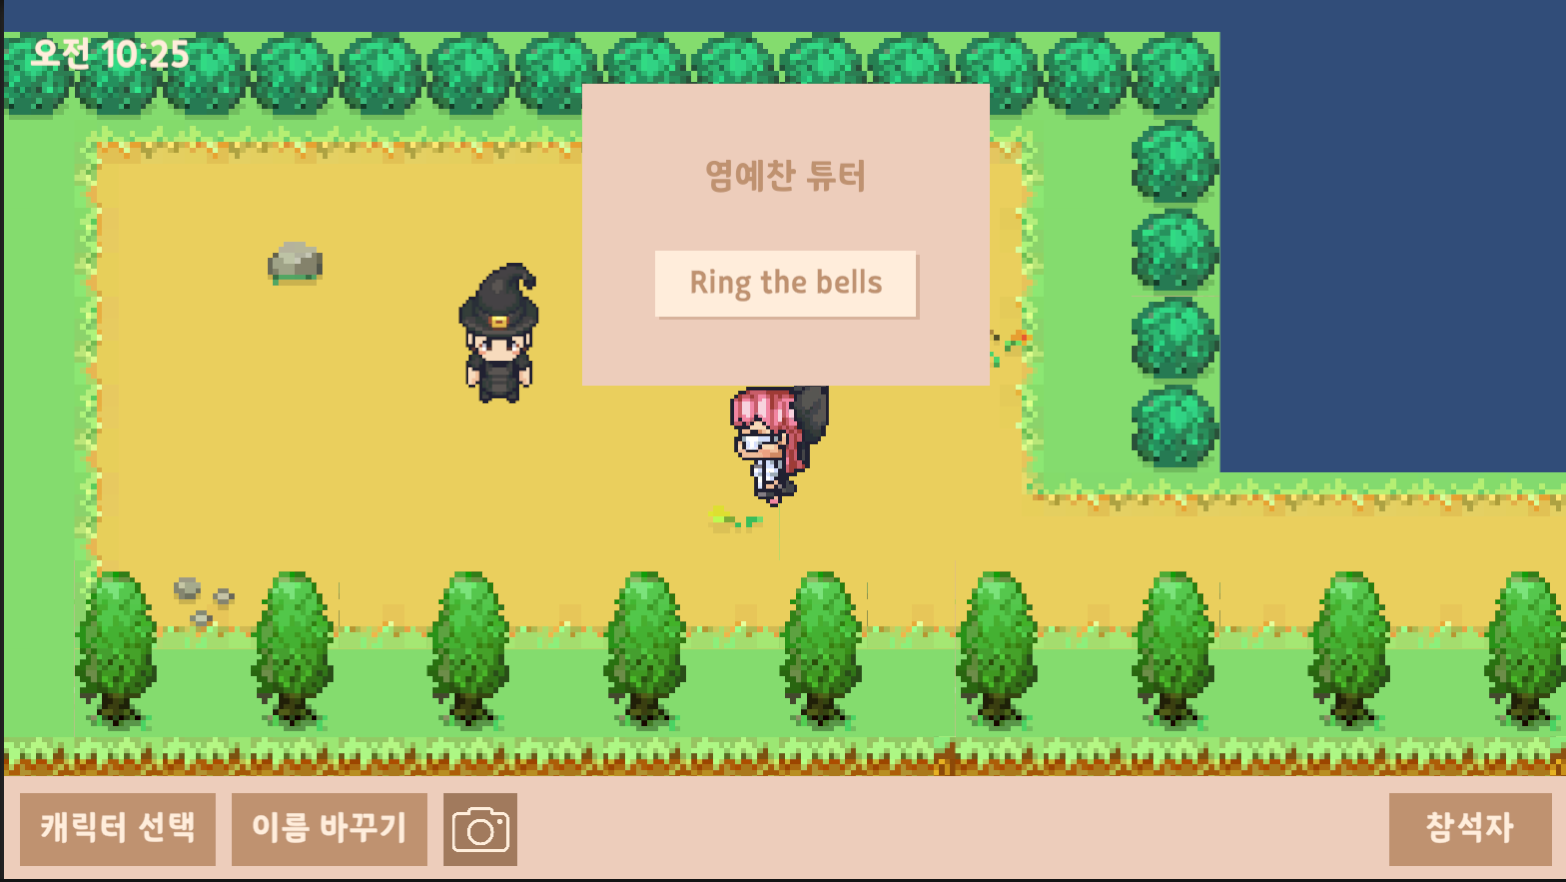 오전 10:25
염예찬 튜터
Ring the bells
캐릭터 선택
이름 바꾸기
참석자